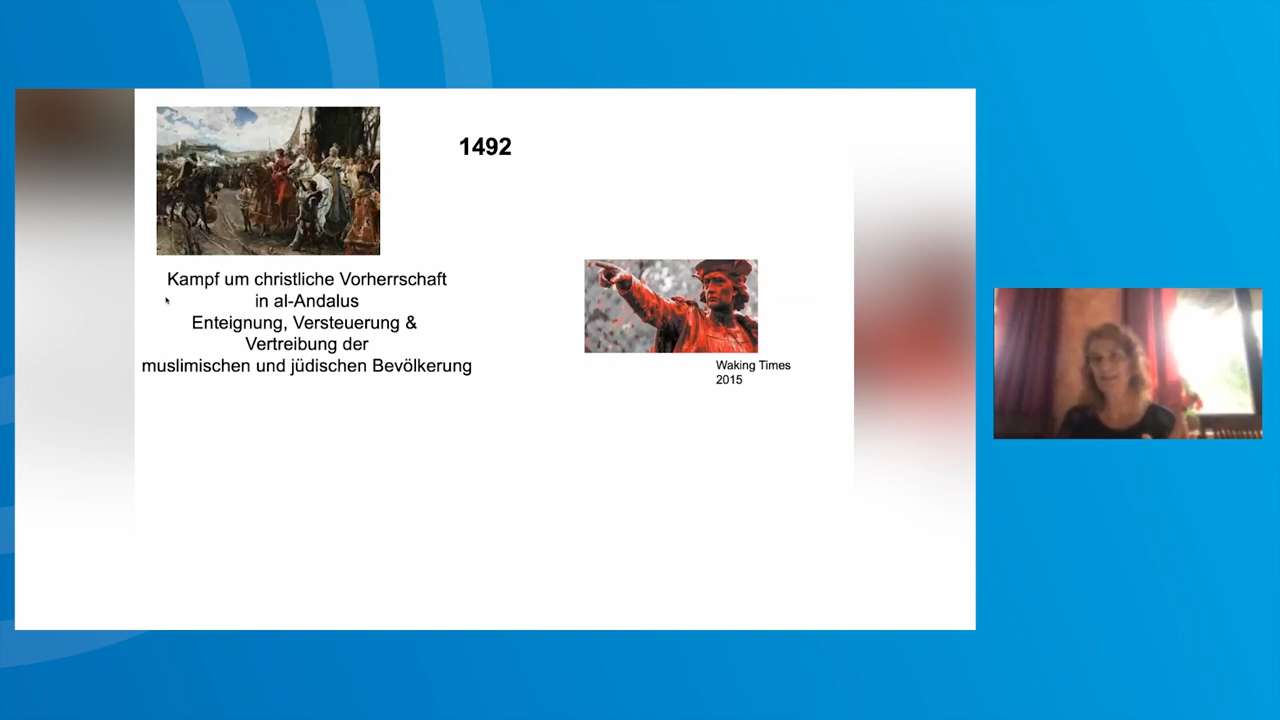 1492
Kampf um christliche Vorherrschaft
in al-Andalus
Enteignung, Versteuerung &
Vertreibung der
muslimischen und jüdischen Bevölkerung
Waking Times
2015